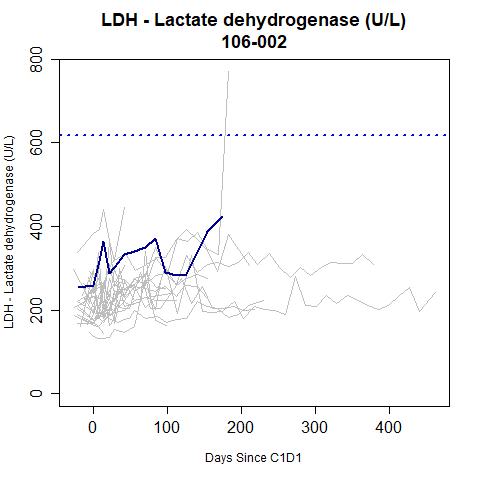 LDH - Lactate dehydrogenase (U/L)
106-002
LDH - Lactate dehydrogenase (U/L)
800
600
400
200
0
0 100 200 300 400
Days Since C1D1